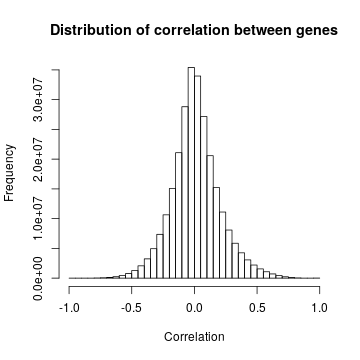 Distribution of correlation between genes
Frequency
3.0e+07
2.0e+07
1.0e+07
0.0e+00
-1.0 -0.5 0.0 0.5 1.0
Correlation